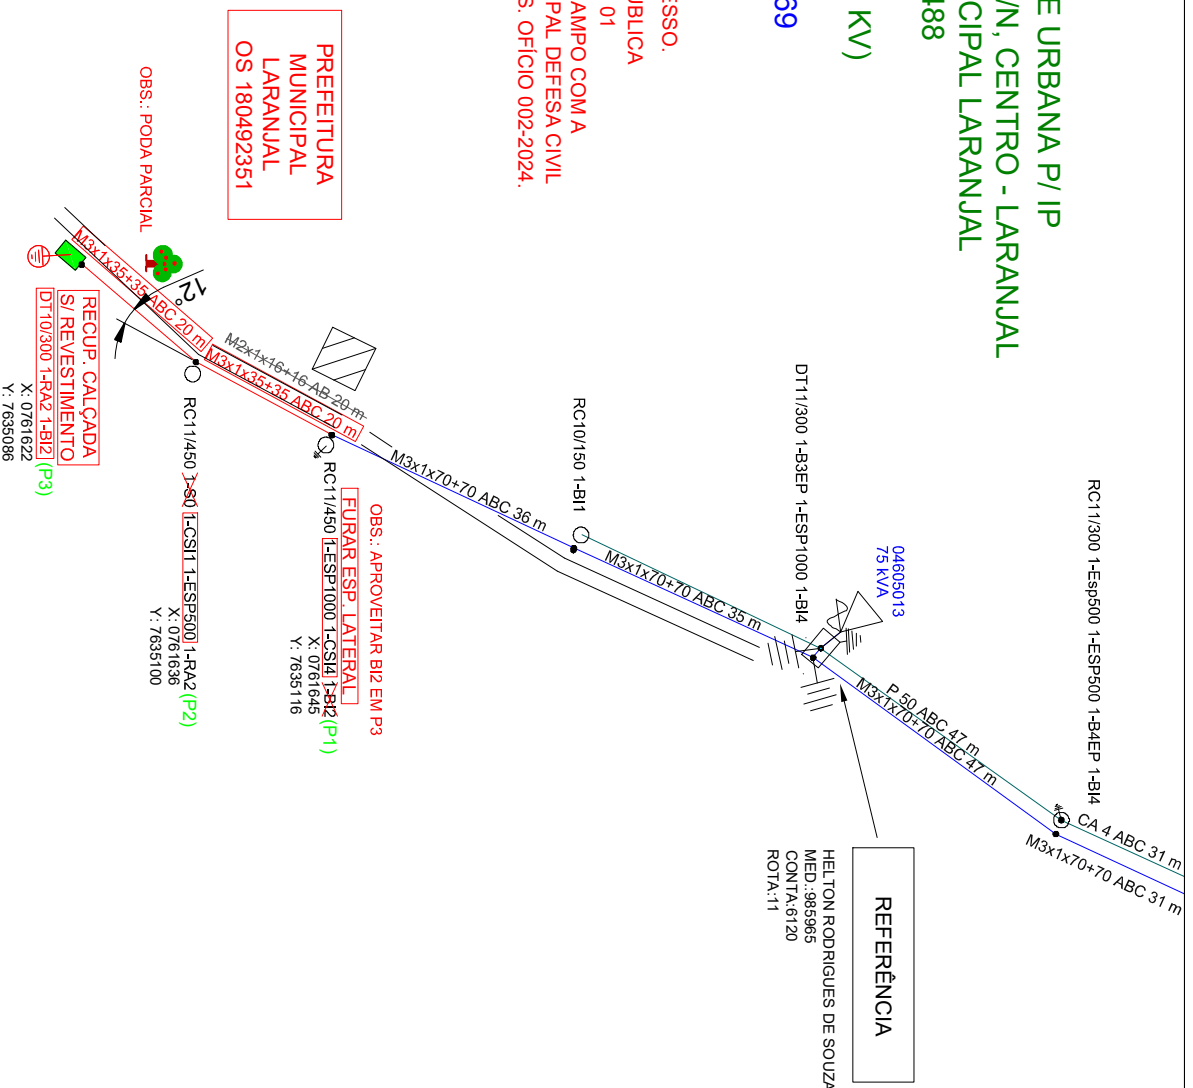 E URBANA P/ IP
/N, CENTRO - LARANJAL
CIPAL LARANJAL
488
KV)
69
ESSO.
ÚBLICA
01
AMPO COM A
PAL DEFESA CIVIL
S. OFÍCIO 002-2024.
PREFEITURA
MUNICIPAL
LARANJAL
OS 180492351
OBS.: PODA PARCIAL
12°
M3x1x35+35 ABC 20 m
M2x1x16+16 AB 20 m
M3x1x35+35 ABC 20 m
RECUP. CALÇADA
S/ REVESTIMENTO
DT10/300 1-RA2 1-BI2 (P3)
X: 0761622
Y: 7635086
RC11/450 1-S0 1-CSI1 1-ESP500 1-RA2 (P2)
X: 0761636
Y: 7635100
OBS.: APROVEITAR BI2 EM P3
FURAR ESP. LATERAL
RC11/450 1-ESP1000 1-CSI4 1-BI2 (P1)
X: 0761645
Y: 7635116
M3x1x70+70 ABC 36 m
RC10/150 1-BI1
M3x1x70+70 ABC 35 m
DT11/300 1-B3EP 1-ESP1000 1-BI4
04605013
75 kVA
P 50 ABC 47 m
M3x1x70+70 ABC 47 m
RC11/300 1-Esp500 1-ESP500 1-B4EP 1-BI4
CA 4 ABC 31 m
M3x1x70+70 ABC 31 m
REFERÊNCIA
HELTON RODRIGUES DE SOUZA
MED.:985965
CONTA:6120
ROTA:11